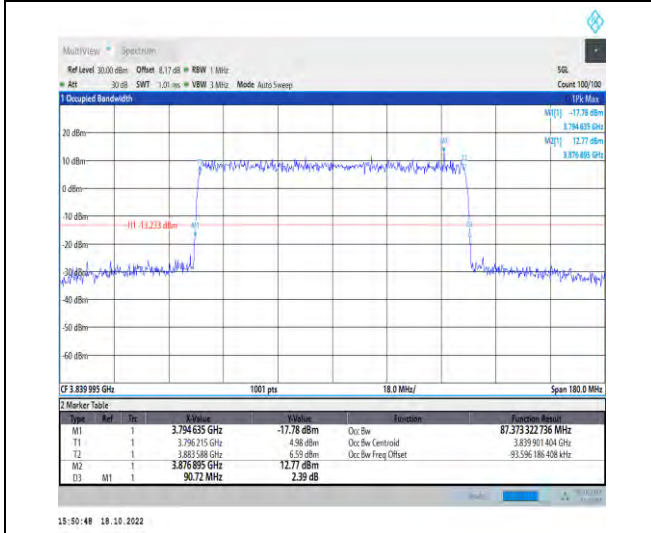 MultiView Spectrum
Ref Level 30.00 dBm Offset 8.17 dB RBW 1 MHz SGL
Att 30 dB SWT 1.01 ms VBW 3 MHz Mode Auto Sweep Count 100/100
1 Occupied Bandwidth 1Pk Max
M1[1] -17.78 dBm
3.794 635 GHz
20 dBm
M2[1] 12.77 dBm
3.876 895 GHz
M2
10 dBm
0 dBm
-10 dBm
H1 -13.233 dBm
-20 dBm
-30 dBm
-40 dBm
-50 dBm
-60 dBm
CF 3.839 995 GHz 1001 pts 18.0 MHz/ Span 180.0 MHz
2 Marker Table
Type Ref Trc X-Value Y-Value Function Function Result
M1 1 3.794 635 GHz -17.78 dBm Occ Bw 87.373 322 736 MHz
T1 1 3.796 215 GHz 4.98 dBm Occ Bw Centroid 3.839 901 404 GHz
T2 1 3.883 588 GHz 6.59 dBm Occ Bw Freq Offset -93.596 186 408 kHz
M2 1 3.876 895 GHz 12.77 dBm
D3 M1 1 90.72 MHz 2.39 dB
15:50:48 18.10.2022